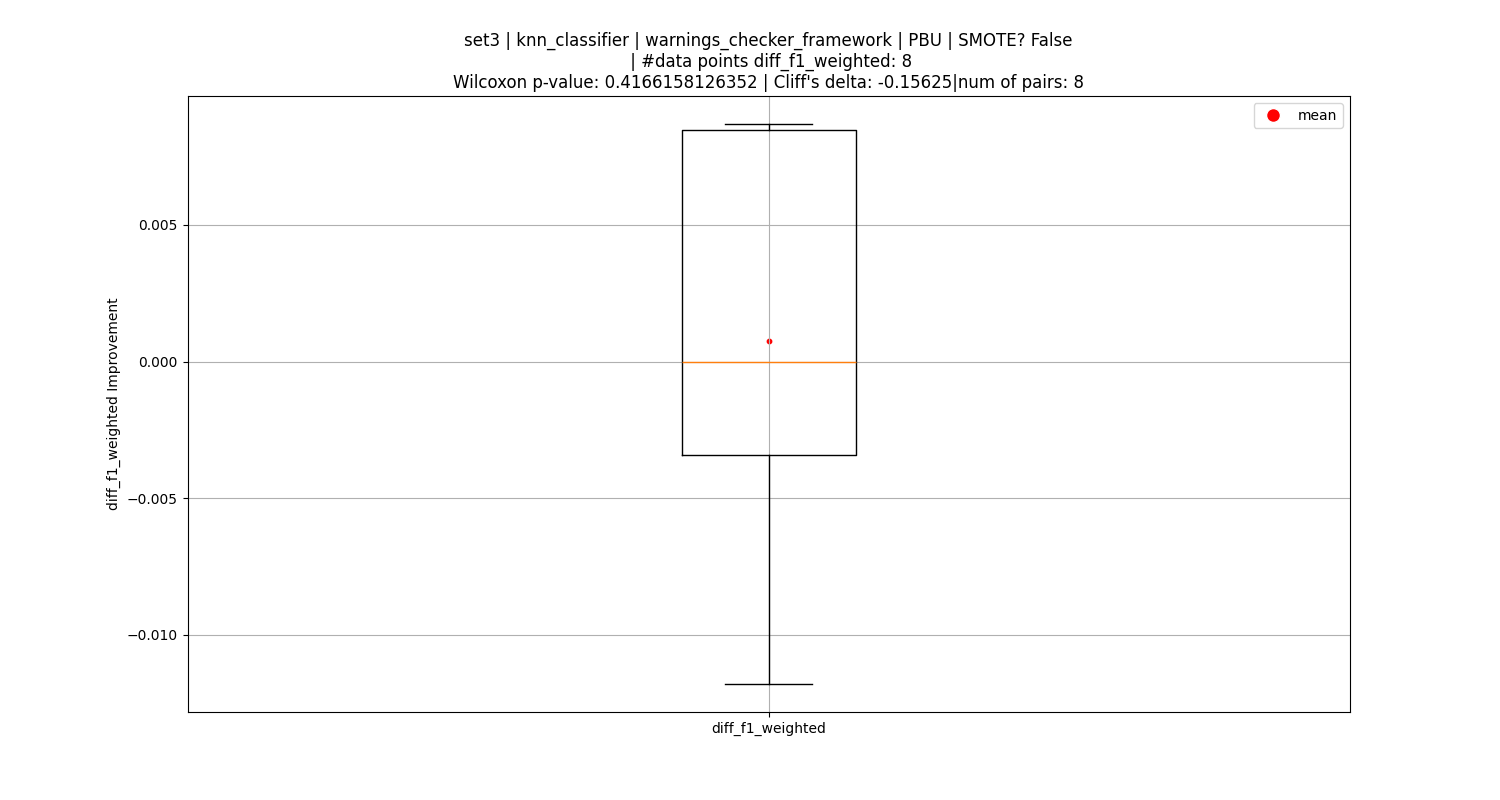 set3 | knn_classifier | warnings_checker_framework | PBU | SMOTE? False
| #data points diff_f1_weighted: 8
Wilcoxon p-value: 0.4166158126352 | Cliff's delta: -0.15625|num of pairs: 8
mean
0.005
0.000
−0.005
−0.010
diff_f1_weighted Improvement
diff_f1_weighted